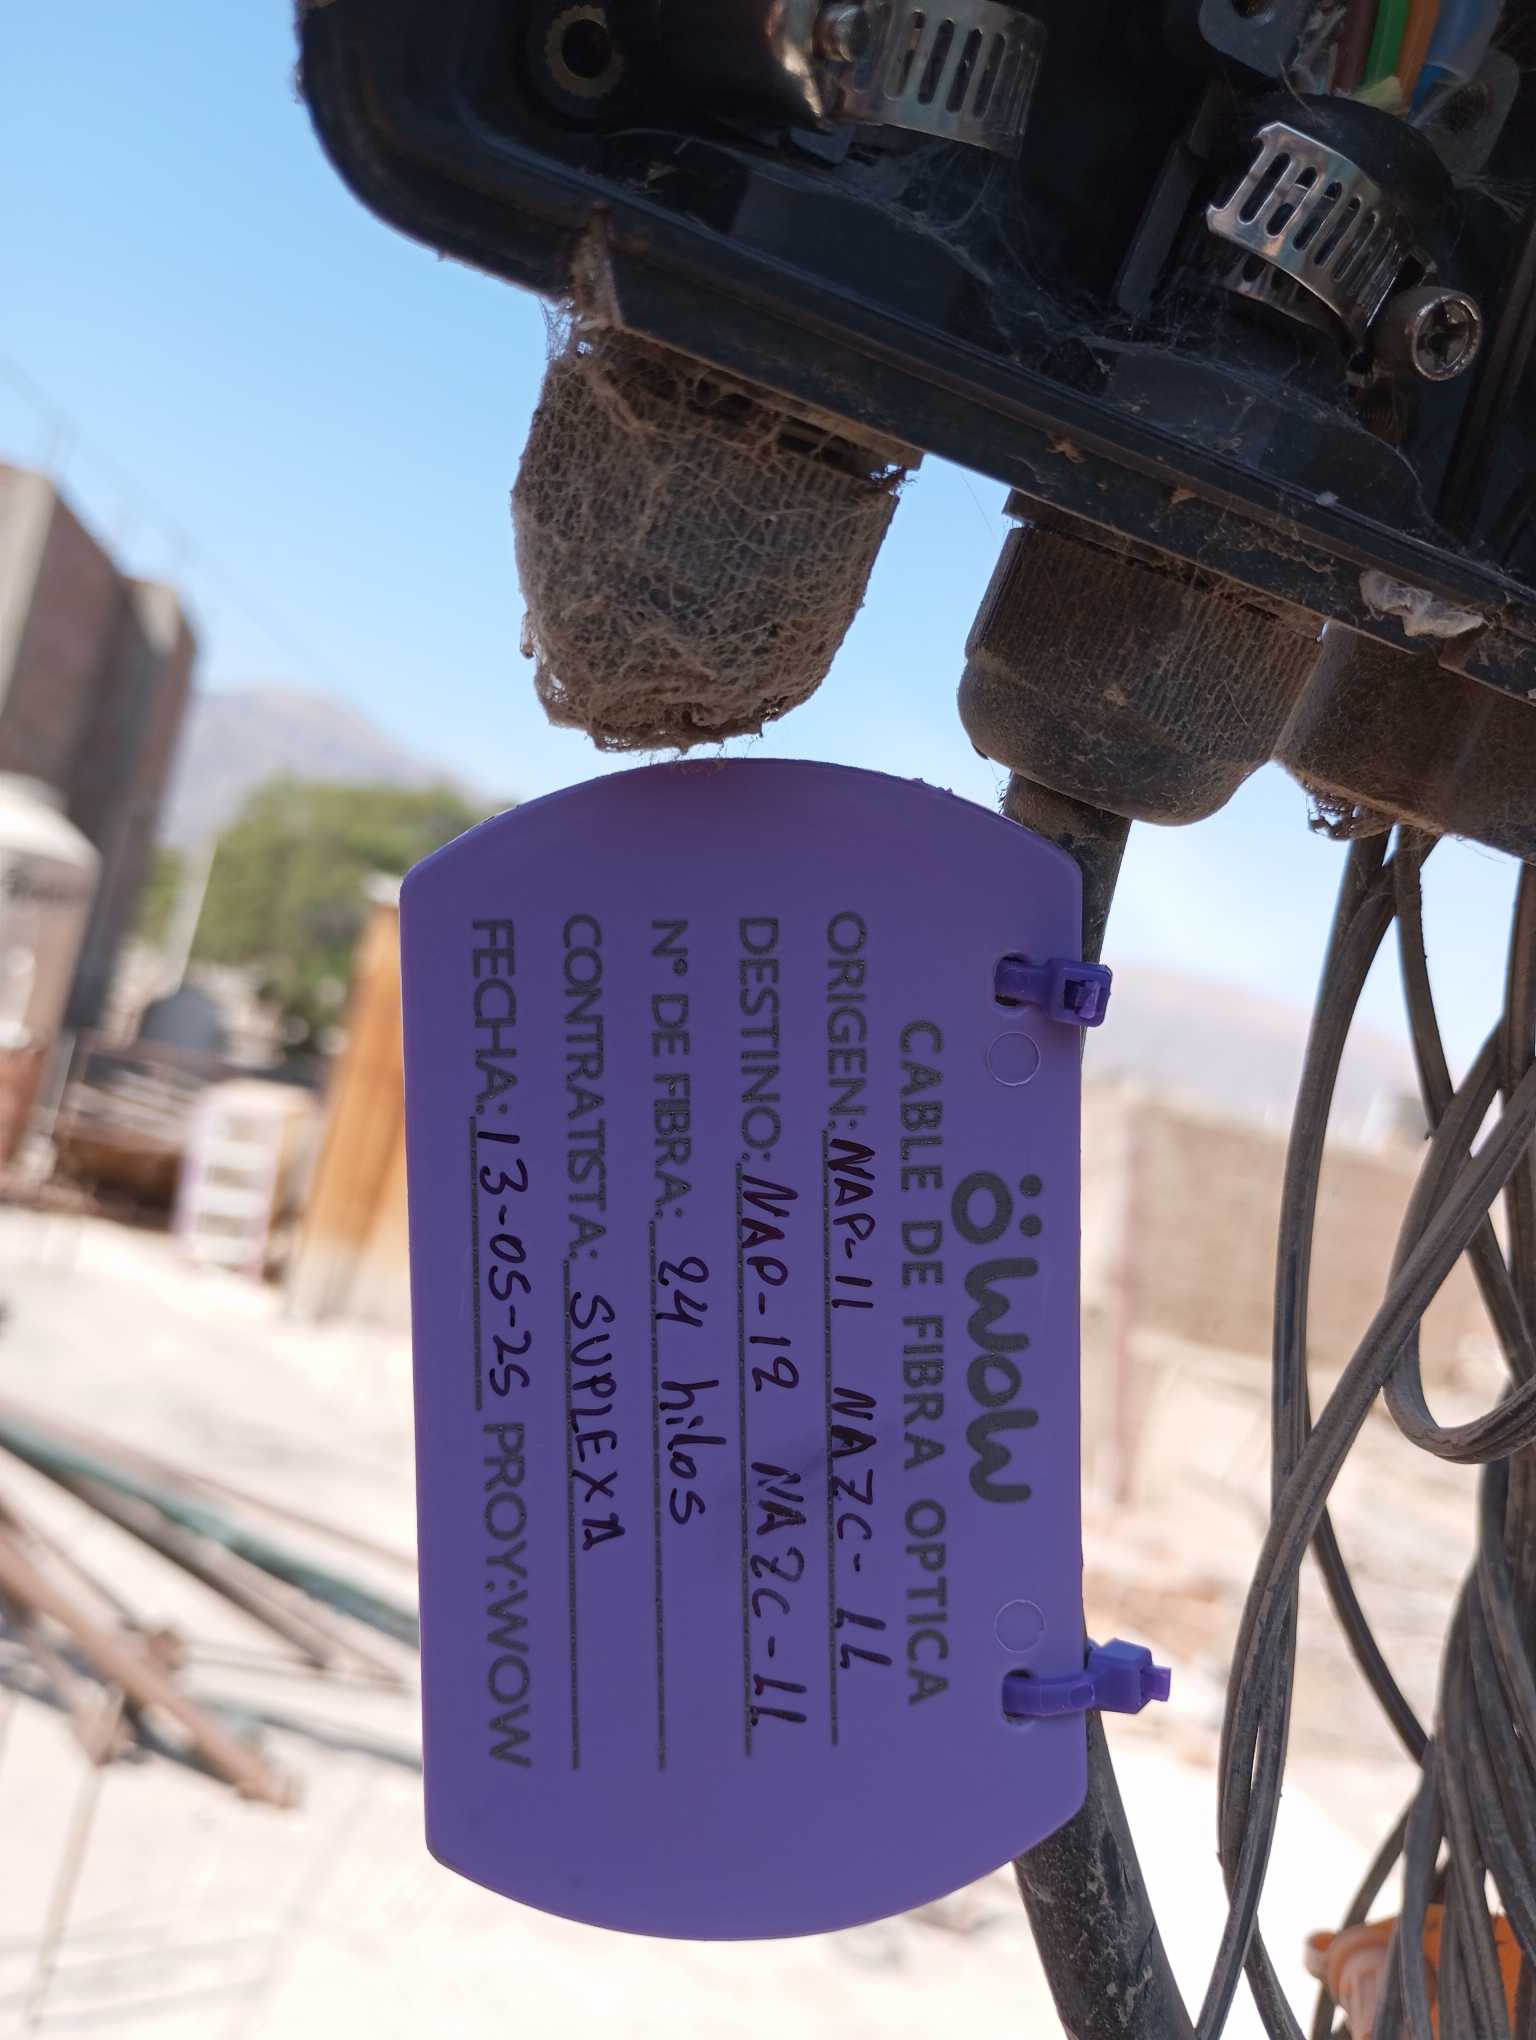 wow
CABLE DE FIBRA OPTICA
ORIGEN: NAP-11 NAZC-LL
DESTINO: NAP-12 NAZC-LL
N° DE FIBRA: 24 hilos
CONTRATISTA: SUPLEXA
FECHA: 13-05-25 PROY:WOW